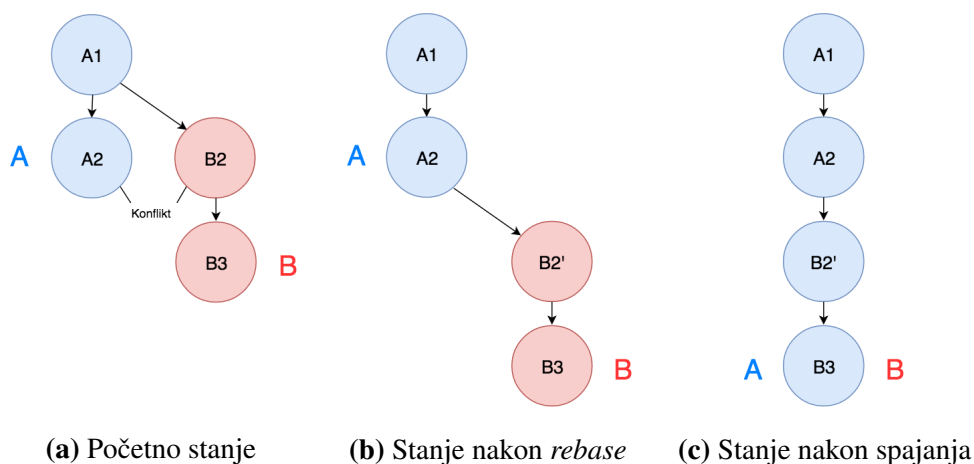 A1
A
A2
B2
Konflikt
B3
B
(a) Početno stanje
A1
A
A2
B2'
B3
B
(b) Stanje nakon rebase
A1
A2
B2'
A
B3
B
(c) Stanje nakon spajanja